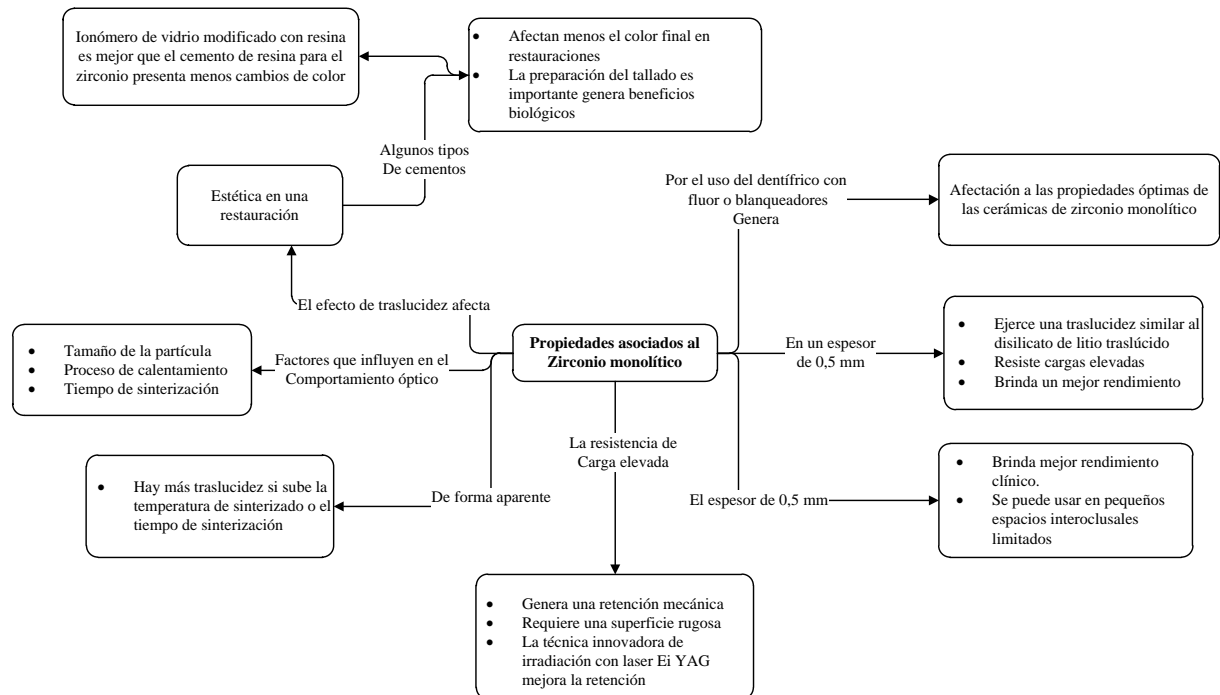 Ionómero de vidrio modificado con resina
es mejor que el cemento de resina para el
zirconio presenta menos cambios de color
• Afectan menos el color final en
restauraciones
• La preparación del tallado es
importante genera beneficios
biológicos
Algunos tipos
De cementos
Estética en una
restauración
Por el uso del dentífrico con
fluor o blanqueadores
Genera
Afectación a las propiedades óptimas de
las cerámicas de zirconio monolítico
El efecto de traslucidez afecta
Propiedades asociados al
Zirconio monolítico
En un espesor
de 0,5 mm
• Ejerce una traslucidez similar al
disilicato de litio traslúcido
• Resiste cargas elevadas
• Brinda un mejor rendimiento
• Tamaño de la partícula
• Proceso de calentamiento
• Tiempo de sinterización
Factores que influyen en el
Comportamiento óptico
La resistencia de
Carga elevada
• Hay más traslucidez si sube la
temperatura de sinterizado o el
tiempo de sinterización
De forma aparente
El espesor de 0,5 mm
• Brinda mejor rendimiento
clínico.
• Se puede usar en pequeños
espacios interoclusales
limitados
• Genera una retención mecánica
• Requiere una superficie rugosa
• La técnica innovadora de
irradiación con laser Ei YAG
mejora la retención